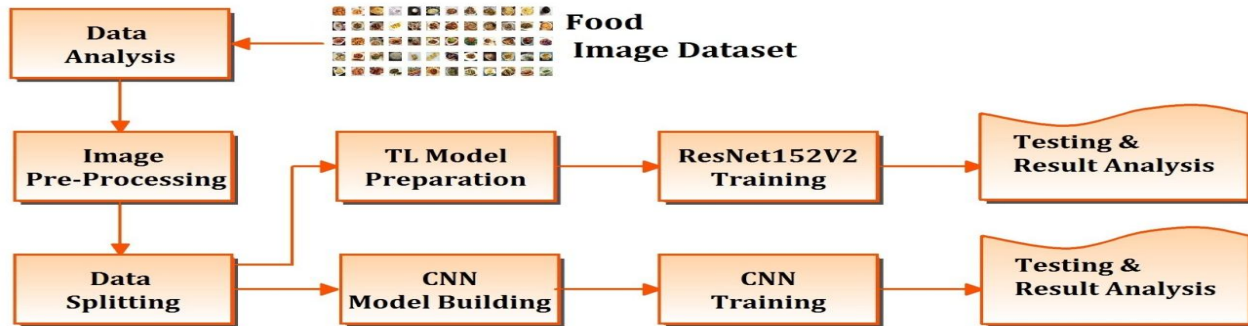 Data
Analysis
Food
Image Dataset
Image
Pre-Processing
TL Model
Preparation
ResNet152V2
Training
Testing &
Result Analysis
Data
Splitting
CNN
Model Building
CNN
Training
Testing &
Result Analysis